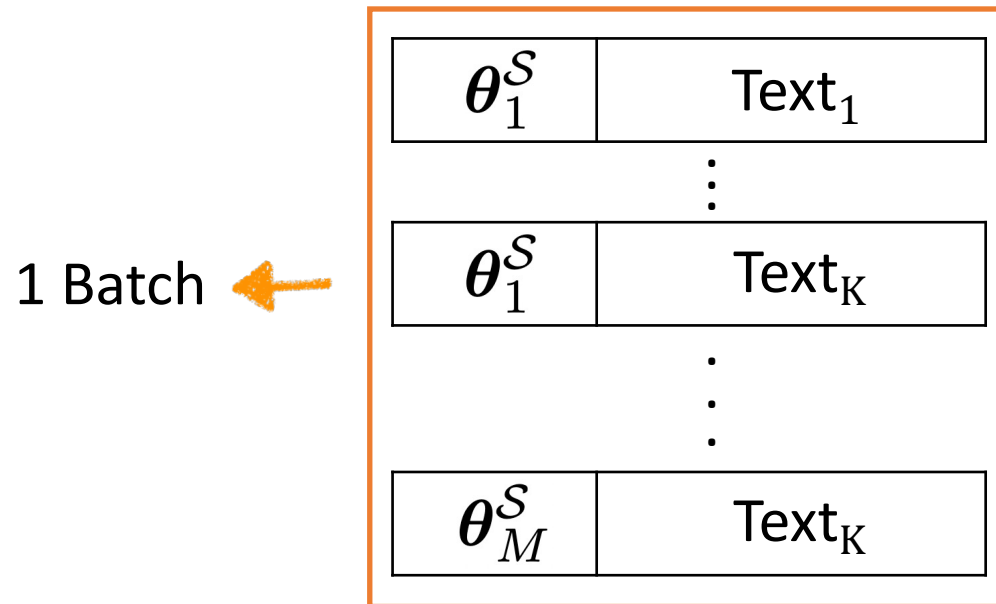 𝜽₁^𝒮 Text₁
⋮
1 Batch
𝜽₁^𝒮 Text_K
⋮
𝜽_M^𝒮 Text_K